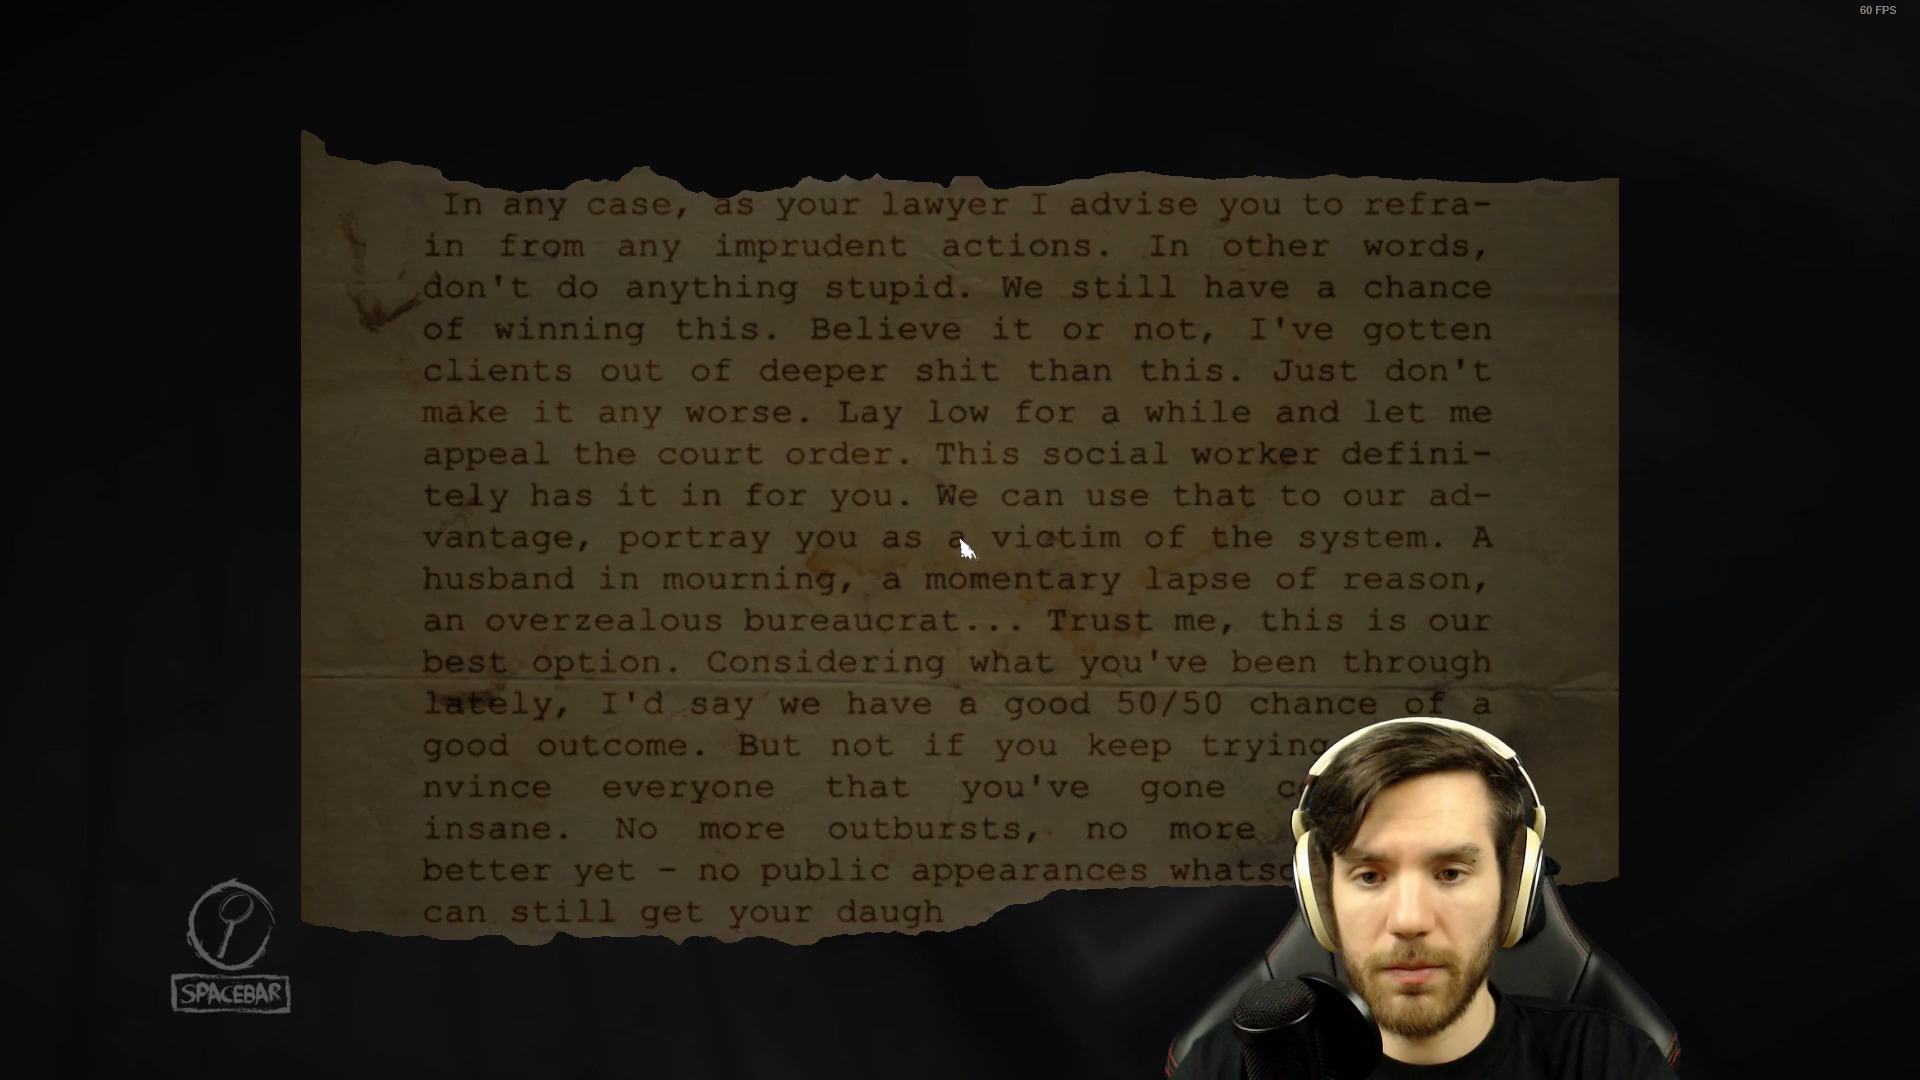 60 FPS
In any case, as your lawyer I advise you to refra-
in from any imprudent actions. In other words,
don't do anything stupid. We still have a chance
of winning this. Believe it or not, I've gotten
clients out of deeper shit than this. Just don't
make it any worse. Lay low for a while and let me
appeal the court order. This social worker defini-
tely has it in for you. We can use that to our ad-
vantage, portray you as a victim of the system. A
husband in mourning, a momentary lapse of reason,
an overzealous bureaucrat... Trust me, this is our
best option. Considering what you've been through
lately, I'd say we have a good 50/50 chance of a
good outcome. But not if you keep trying
nvince everyone that you've gone
insane. No more outbursts, no more
better yet - no public appearances
can still get your daugh
SPACEBAR